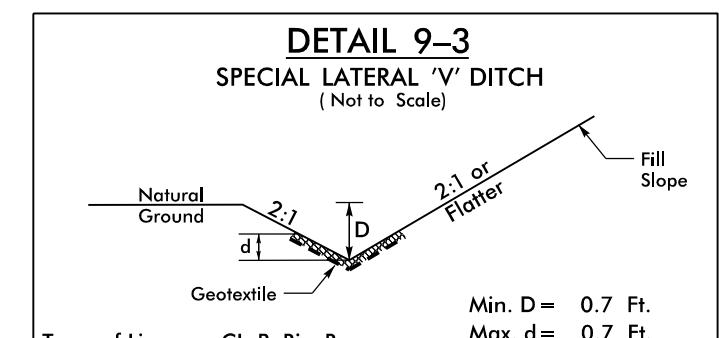 DETAIL 9–3
SPECIAL LATERAL 'V' DITCH
( Not to Scale)
Natural
Ground
2:1
D
d
2:1 or
Flatter
Fill
Slope
Geotextile
Min. D = 0.7 Ft.
Max. d = 0.7 Ft.